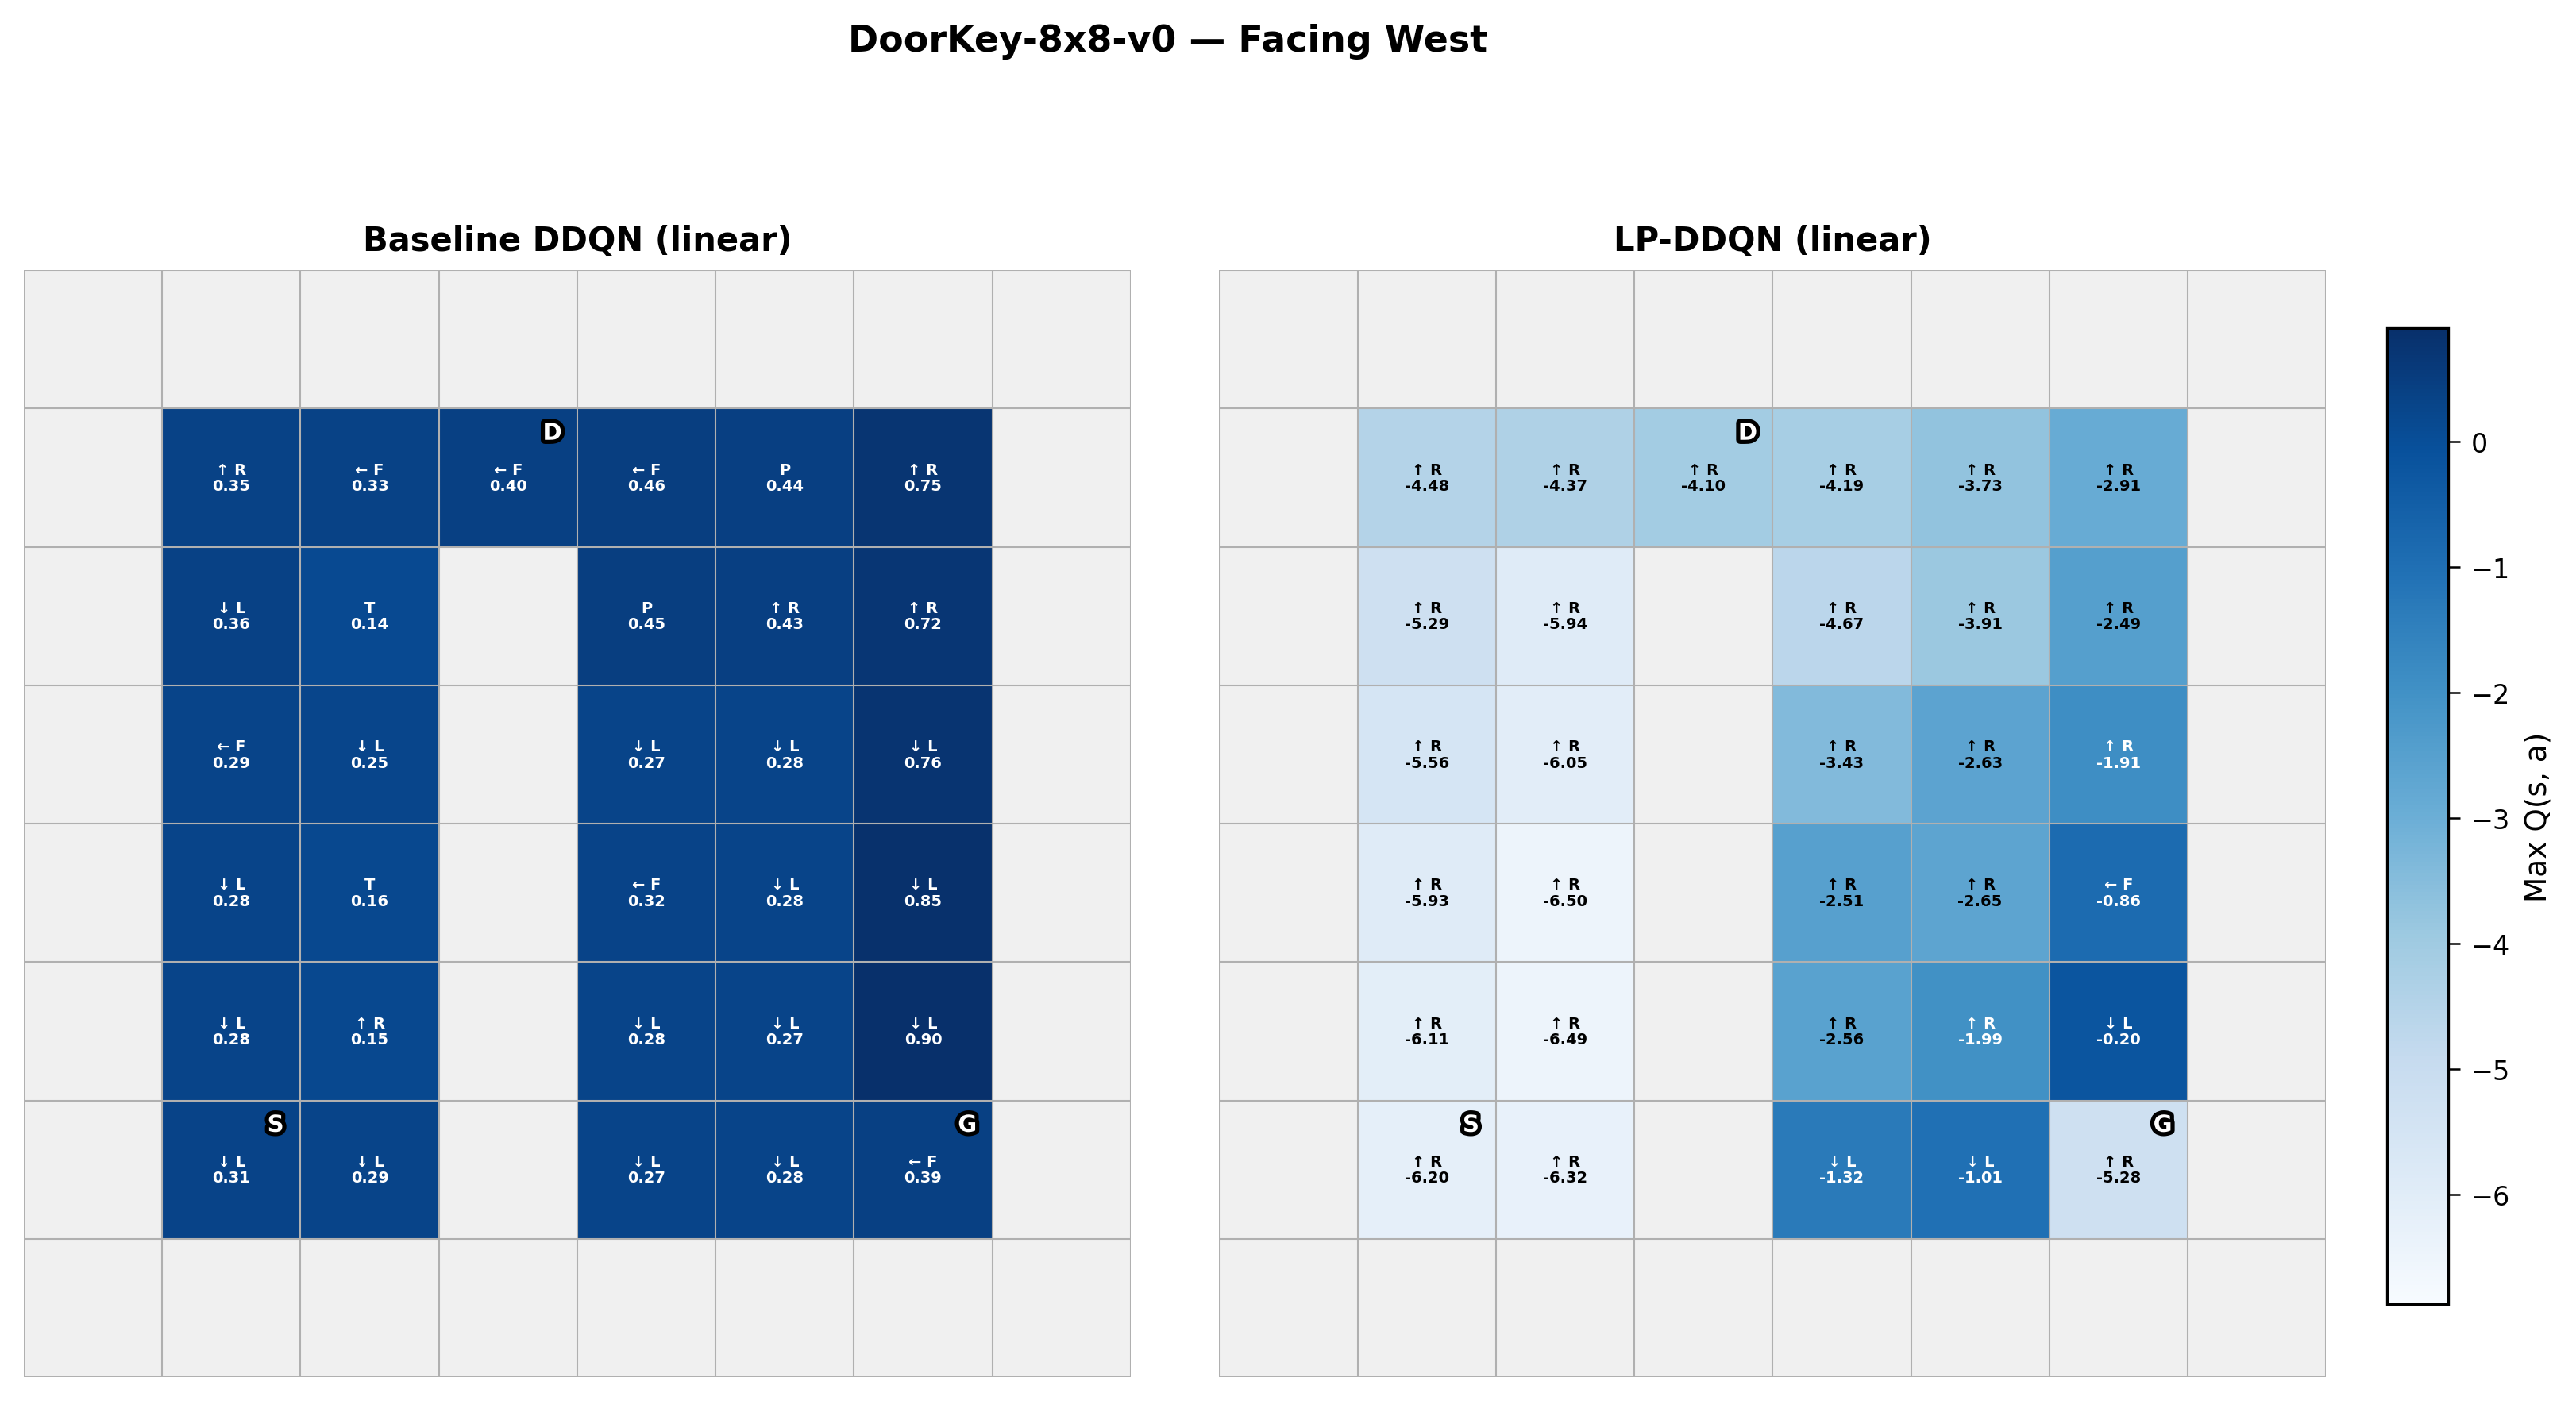 DoorKey-8x8-v0 — Facing West
Baseline DDQN (linear)
D
↑ R ← F ← F ← F P ↑ R
0.35 0.33 0.40 0.46 0.44 0.75
↓ L T P ↑ R ↑ R
0.36 0.14 0.45 0.43 0.72
← F ↓ L ↓ L ↓ L ↓ L
0.29 0.25 0.27 0.28 0.76
↓ L T ← F ↓ L ↓ L
0.28 0.16 0.32 0.28 0.85
↓ L ↑ R ↓ L ↓ L ↓ L
0.28 0.15 0.28 0.27 0.90
S G
↓ L ↓ L ↓ L ↓ L ← F
0.31 0.29 0.27 0.28 0.39
LP-DDQN (linear)
D
↑ R ↑ R ↑ R ↑ R ↑ R ↑ R
-4.48 -4.37 -4.10 -4.19 -3.73 -2.91
↑ R ↑ R ↑ R ↑ R ↑ R
-5.29 -5.94 -4.67 -3.91 -2.49
↑ R ↑ R ↑ R ↑ R ↑ R
-5.56 -6.05 -3.43 -2.63 -1.91
↑ R ↑ R ↑ R ↑ R ← F
-5.93 -6.50 -2.51 -2.65 -0.86
↑ R ↑ R ↑ R ↑ R ↓ L
-6.11 -6.49 -2.56 -1.99 -0.20
S G
↑ R ↑ R ↓ L ↓ L ↑ R
-6.20 -6.32 -1.32 -1.01 -5.28
0
−1
−2
−3
−4
−5
−6
Max Q(s, a)